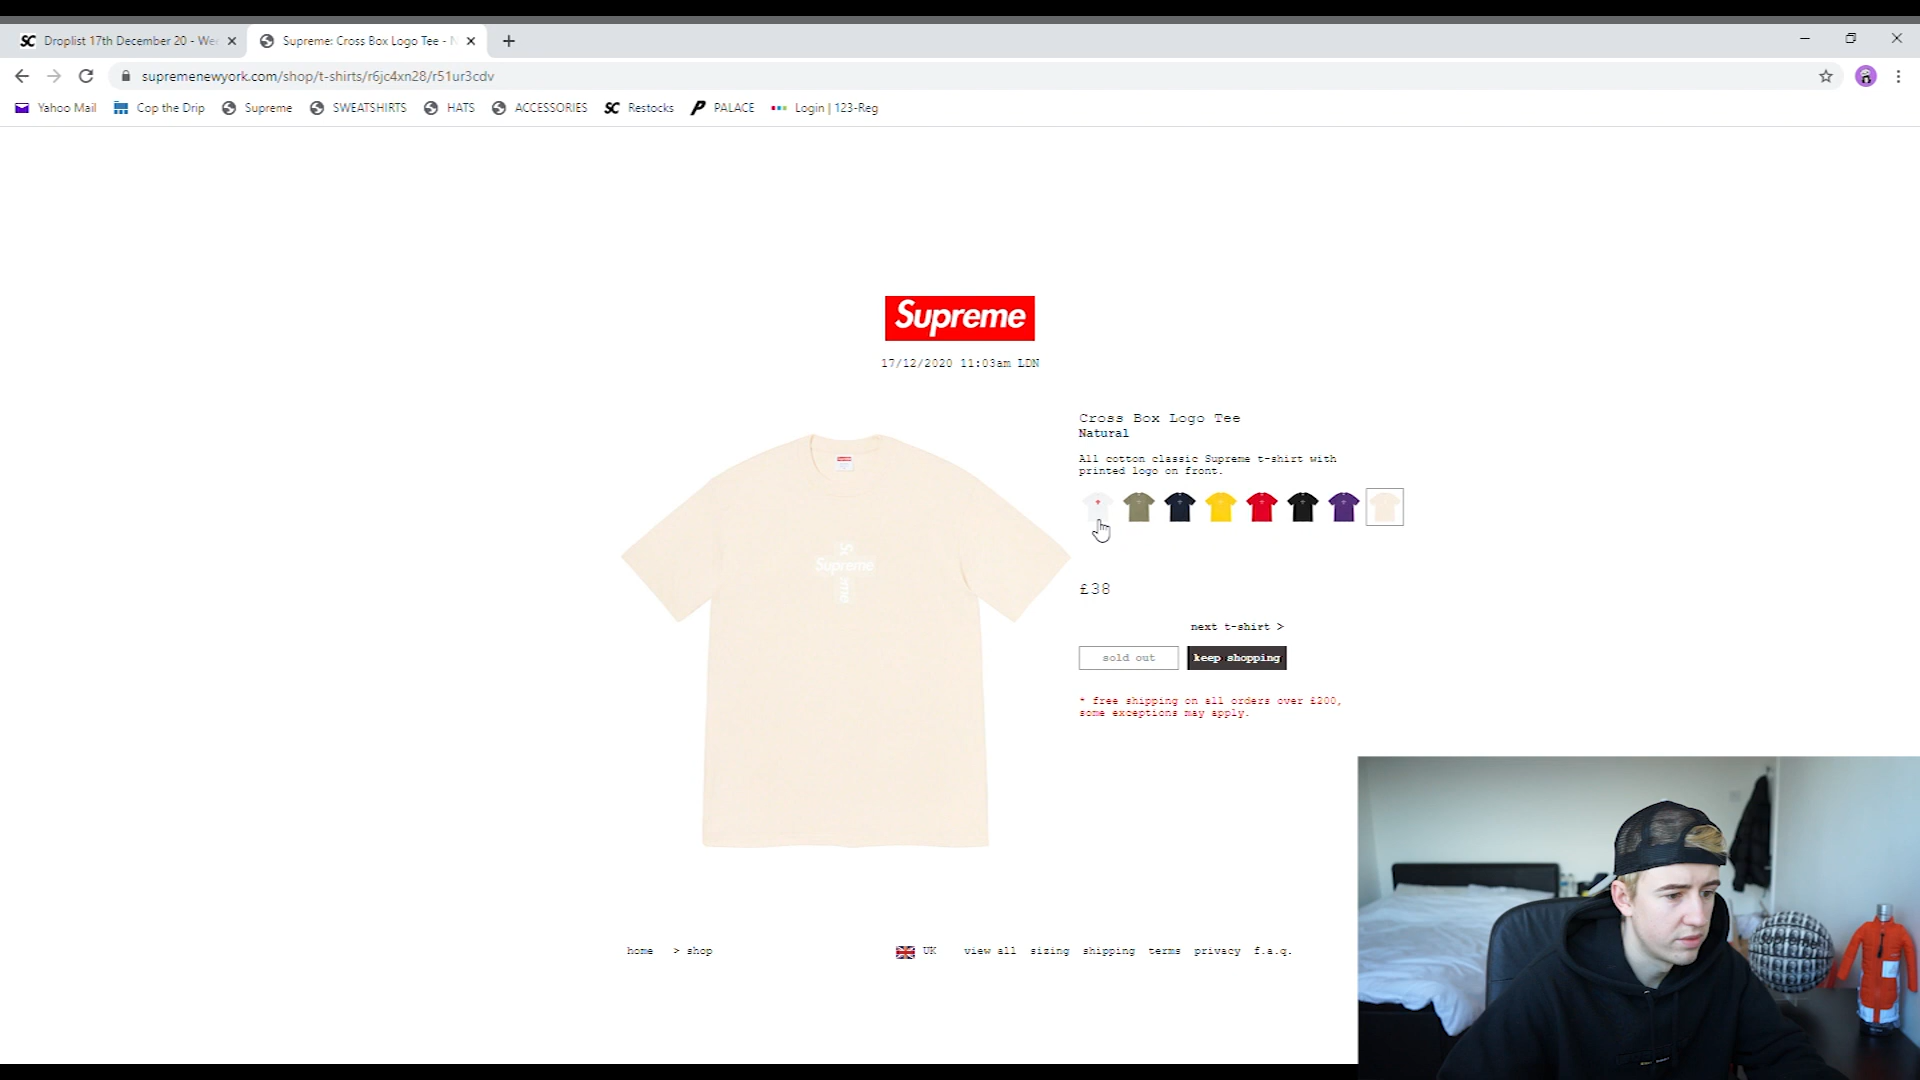 SC Droplist 17th December 20 - We
Supreme: Cross Box Logo Tee - N
supremenewyork.com/shop/t-shirts/r6jc4xn28/r51ur3cdv
Yahoo Mail Cop the Drip Supreme SWEATSHIRTS HATS ACCESSORIES SC Restocks P PALACE Login | 123-Reg
Supreme
17/12/2020 11:03am LDN
Cross Box Logo Tee
Natural
All cotton classic Supreme t-shirt with
printed logo on front.
Supreme
£38
next t-shirt >
sold out keep shopping
* free shipping on all orders over £200,
some exceptions may apply.
home > shop UK view all sizing shipping terms privacy f.a.q.
Supreme